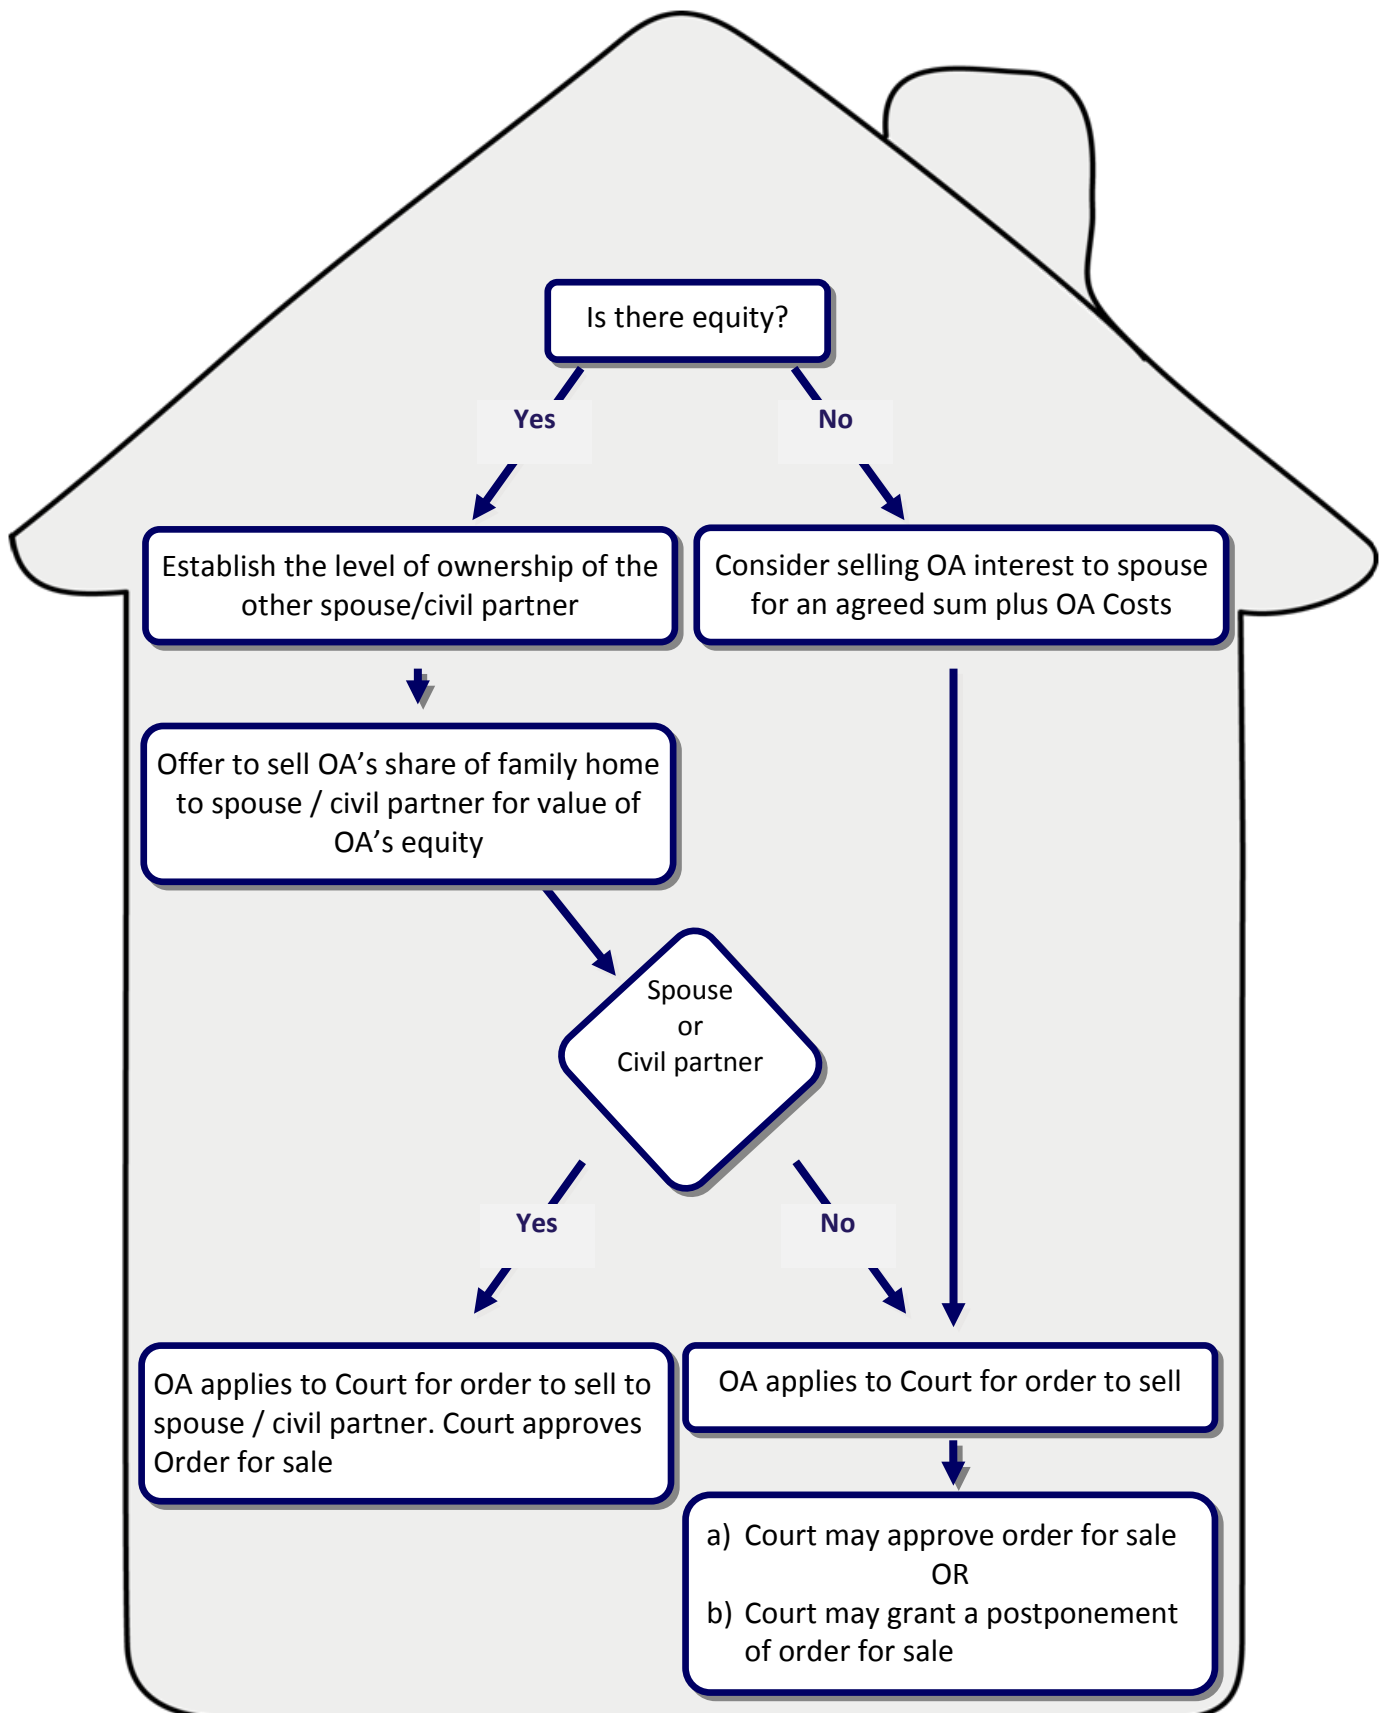 Is there equity?
Yes
No
Establish the level of ownership of the
other spouse/civil partner
Consider selling OA interest to spouse
for an agreed sum plus OA Costs
Offer to sell OA’s share of family home
to spouse / civil partner for value of
OA’s equity
Spouse
or
Civil partner
Yes
No
OA applies to Court for order to sell to
spouse / civil partner. Court approves
Order for sale
OA applies to Court for order to sell
a) Court may approve order for sale
OR
b) Court may grant a postponement
of order for sale